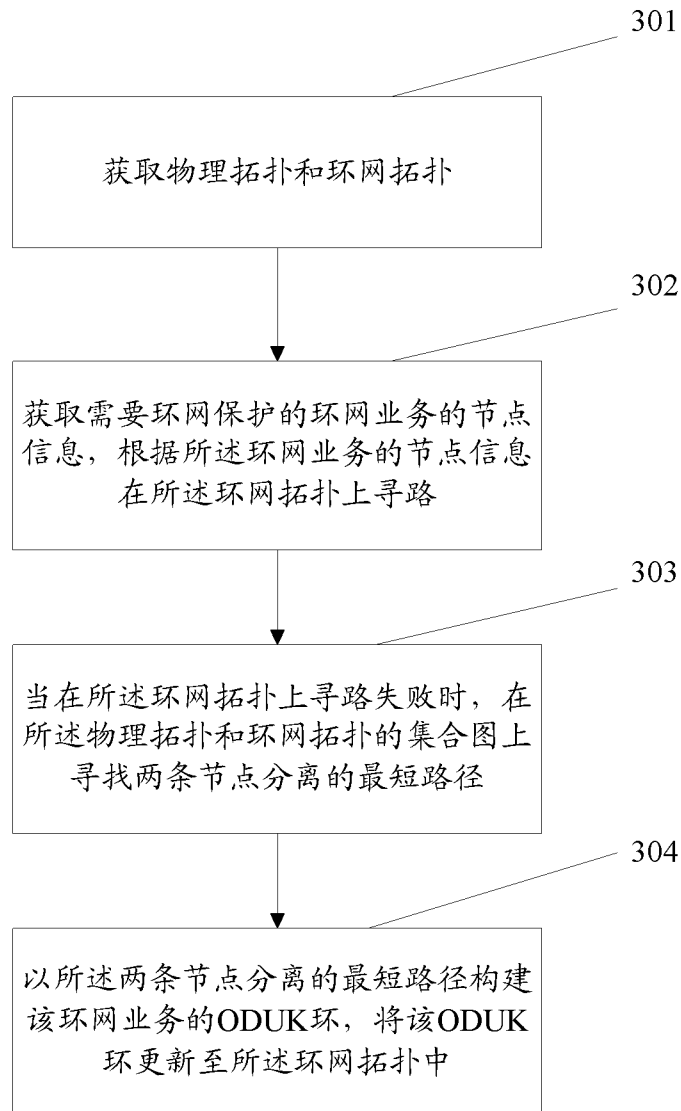 301
获取物理拓扑和环网拓扑
302
获取需要环网保护的环网业务的节点
信息，根据所述环网业务的节点信息
在所述环网拓扑上寻路
303
当在所述环网拓扑上寻路失败时，在
所述物理拓扑和环网拓扑的集合图上
寻找两条节点分离的最短路径
304
以所述两条节点分离的最短路径构建
该环网业务的ODUK环，将该ODUK
环更新至所述环网拓扑中